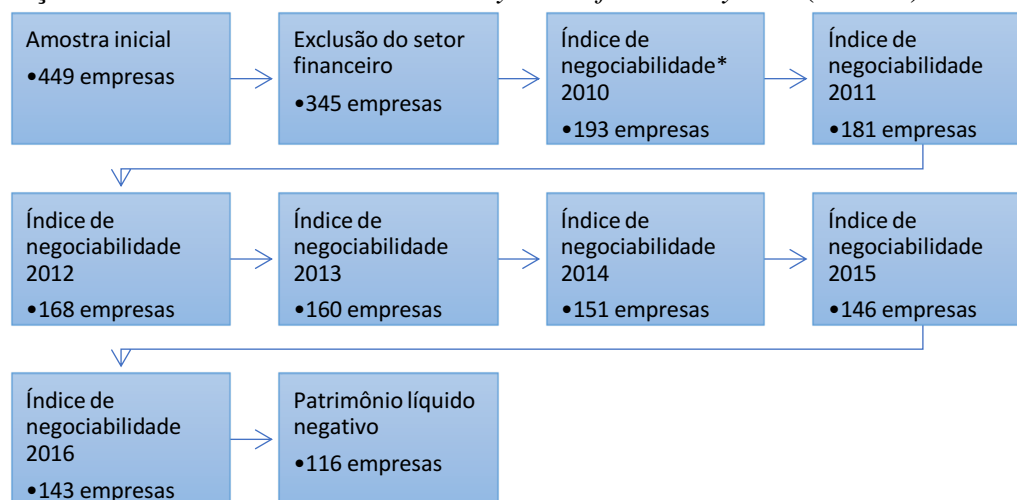 Amostra inicial
•449 empresas
Exclusão do setor
financeiro
•345 empresas
Índice de
negociabilidade*
2010
•193 empresas
Índice de
negociabilidade
2011
•181 empresas
Índice de
negociabilidade
2012
•168 empresas
Índice de
negociabilidade
2013
•160 empresas
Índice de
negociabilidade
2014
•151 empresas
Índice de
negociabilidade
2015
•146 empresas
Índice de
negociabilidade
2016
•143 empresas
Patrimônio líquido
negativo
•116 empresas